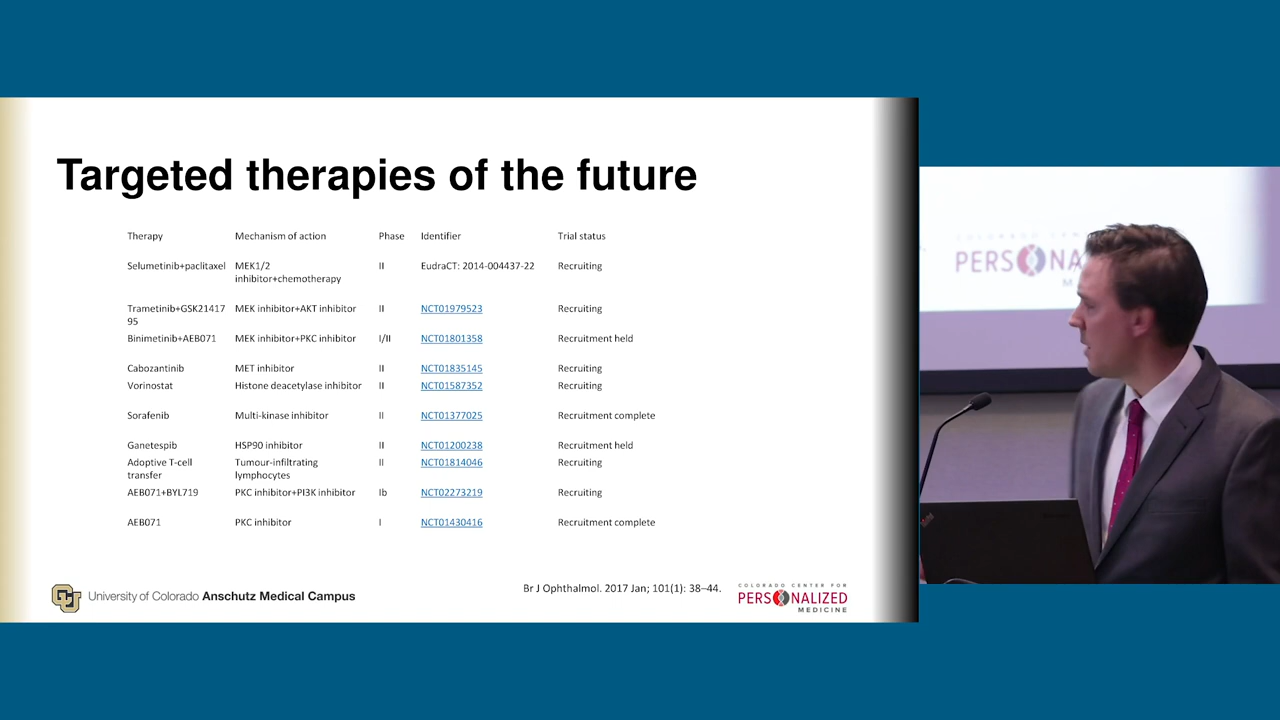 Targeted therapies of the future
Therapy Mechanism of action Phase Identifier Trial status
Selumetinib+paclitaxel MEK1/2 II EudraCT: 2014-004437-22 Recruiting
inhibitor+chemotherapy
Trametinib+GSK21417 MEK inhibitor+AKT inhibitor II NCT01979523 Recruiting
95
Binimetinib+AEB071 MEK inhibitor+PKC inhibitor I/II NCT01801358 Recruitment held
Cabozantinib MET inhibitor II NCT01835145 Recruiting
Vorinostat Histone deacetylase inhibitor II NCT01587352 Recruiting
Sorafenib Multi-kinase inhibitor II NCT01377025 Recruitment complete
Ganetespib HSP90 inhibitor II NCT01200238 Recruitment held
Adoptive T-cell Tumour-infiltrating II NCT01814046 Recruiting
transfer lymphocytes
AEB071+BYL719 PKC inhibitor+PI3K inhibitor Ib NCT02273219 Recruiting
AEB071 PKC inhibitor I NCT01430416 Recruitment complete
Br J Ophthalmol. 2017 Jan; 101(1): 38–44.
CU University of Colorado Anschutz Medical Campus
COLORADO CENTER FOR
PERSONALIZED
MEDICINE
PERSONA